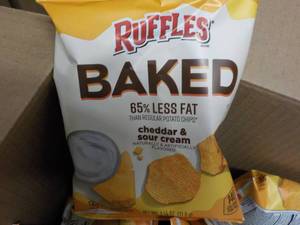 RUFFLES
BAKED
65% LESS FAT
THAN REGULAR POTATO CHIPS*
cheddar &
sour cream
NATURALLY & ARTIFICIALLY
FLAVORED